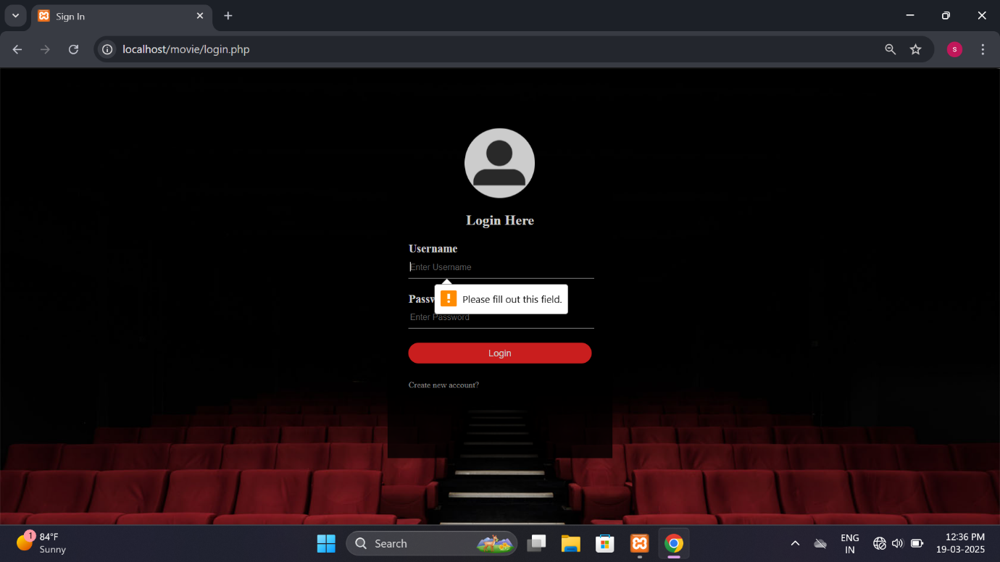 Sign In
localhost/movie/login.php
s
Login Here
Username
Enter Username
Please fill out this field.
Passw
Enter Password
Login
Create new account?
1
84°F
Sunny
Search
ENG
IN
12:36 PM
19-03-2025